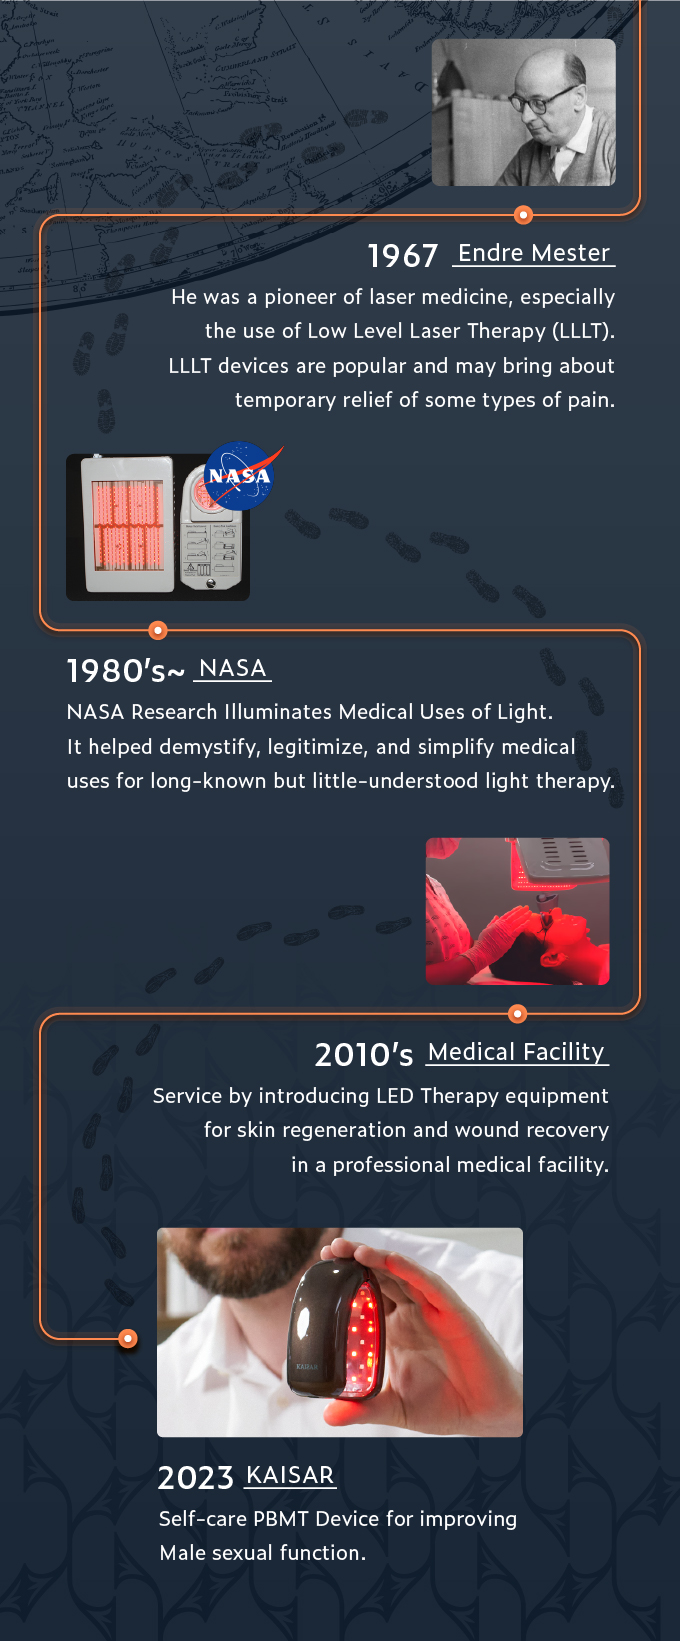 1967 Endre Mester
He was a pioneer of laser medicine, especially
the use of Low Level Laser Therapy (LLLT).
LLLT devices are popular and may bring about
temporary relief of some types of pain.
NASA
1980's~ NASA
NASA Research Illuminates Medical Uses of Light.
It helped demystify, legitimize, and simplify medical
uses for long-known but little-understood light therapy.
2010's Medical Facility
Service by introducing LED Therapy equipment
for skin regeneration and wound recovery
in a professional medical facility.
KAISAR
2023 KAISAR
Self-care PBMT Device for improving
Male sexual function.